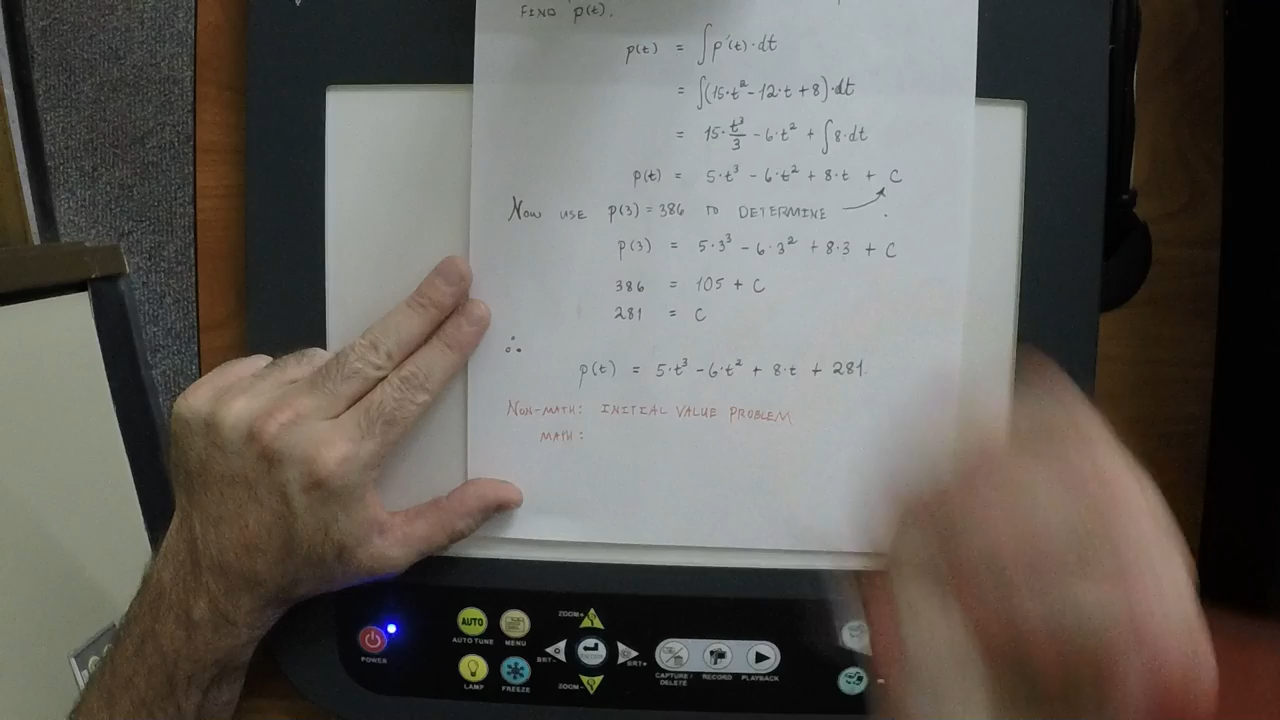 FIND p(t).
p(t) = ∫p'(t)·dt
= ∫(15·t²-12·t+8)·dt
= 15·t³/3 - 6·t² + ∫8·dt
p(t) = 5·t³ - 6·t² + 8·t + C
NOW USE p(3)=386 TO DETERMINE
p(3) = 5·3³ - 6·3² + 8·3 + C
386 = 105 + C
281 = C
∴
p(t) = 5·t³ - 6·t² + 8·t + 281.
NON-MATH: INITIAL VALUE PROBLEM
MATH:
POWER
AUTO
AUTO TUNE
MENU
LAMP
FREEZE
ZOOM+
BRT-
BRT+
ZOOM-
CAPTURE/
DELETE
RECORD
PLAYBACK